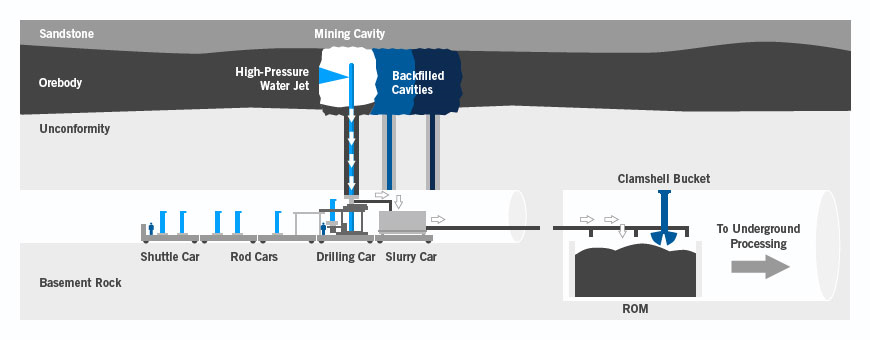 Sandstone
Mining Cavity
High-Pressure
Water Jet
Backfilled
Cavities
Orebody
Unconformity
Clamshell Bucket
To Underground
Processing
Shuttle Car
Rod Cars
Drilling Car
Slurry Car
Basement Rock
ROM